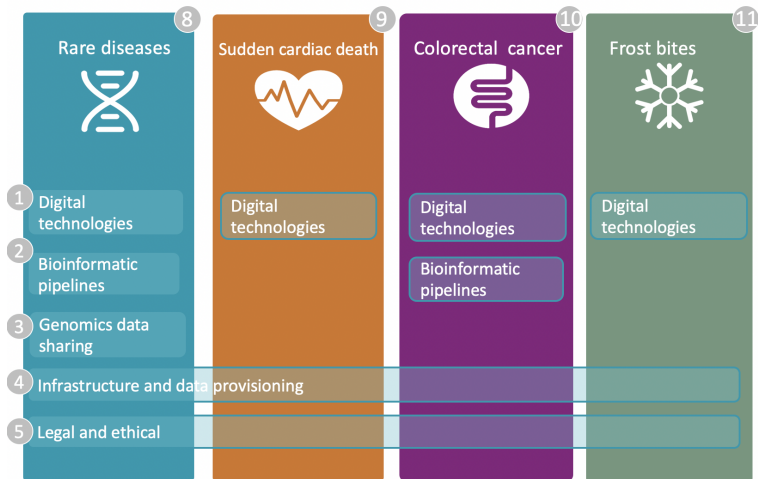 8
9
10
11
Rare diseases
Sudden cardiac death
Colorectal cancer
Frost bites
1
Digital
technologies
Digital
technologies
Digital
technologies
Digital
technologies
2
Bioinformatic
pipelines
Bioinformatic
pipelines
3
Genomics data
sharing
4
Infrastructure and data provisioning
5
Legal and ethical